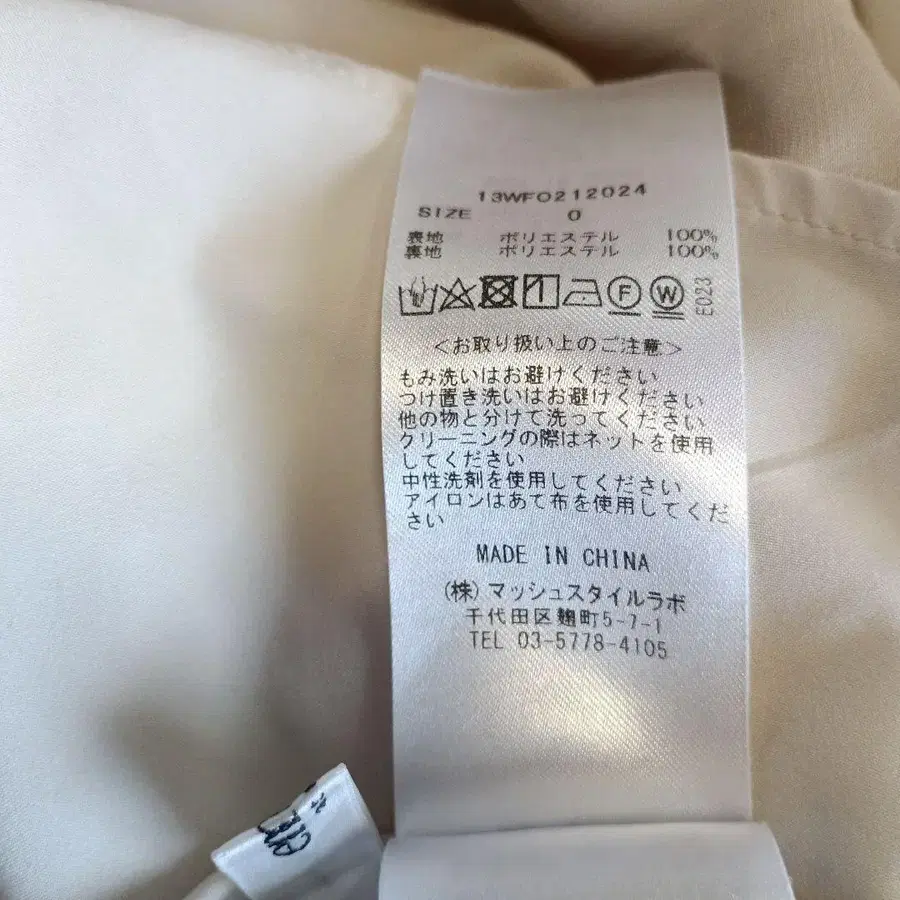 13WFO212024
SIZE 0
表地 ポリエステル 100%
裏地 ポリエステル 100%
F W E023
<お取り扱い上のご注意>
もみ洗いはお避けください
つけ置き洗いはお避けください
他の物と分けて洗ってください
クリーニングの際はネットを使用
してください
中性洗剤を使用してください
アイロンはあて布を使用してくだ
さい
MADE IN CHINA
(株)マッシュスタイルラボ
千代田区麹町5-7-1
TEL 03-5778-4105